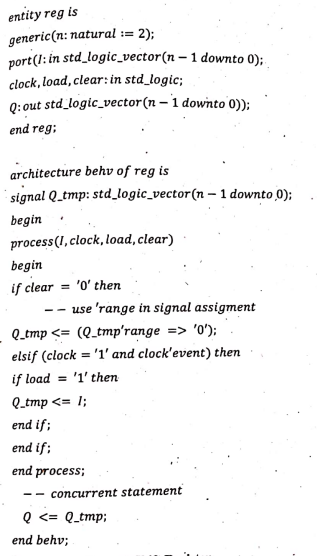 entity reg is
generic(n: natural := 2);
port(I: in std_logic_vector(n − 1 downto 0);
clock, load, clear: in std_logic;
Q: out std_logic_vector(n − 1 downto 0));
end reg;
architecture behv of reg is
signal Q_tmp: std_logic_vector(n − 1 downto 0);
begin
process(I, clock, load, clear)
begin
if clear = '0' then
−− use 'range in signal assigment
Q_tmp <= (Q_tmp'range => '0');
elsif (clock = '1' and clock'event) then
if load = '1' then
Q_tmp <= I;
end if;
end if;
end process;
−− concurrent statement
Q <= Q_tmp;
end behv;